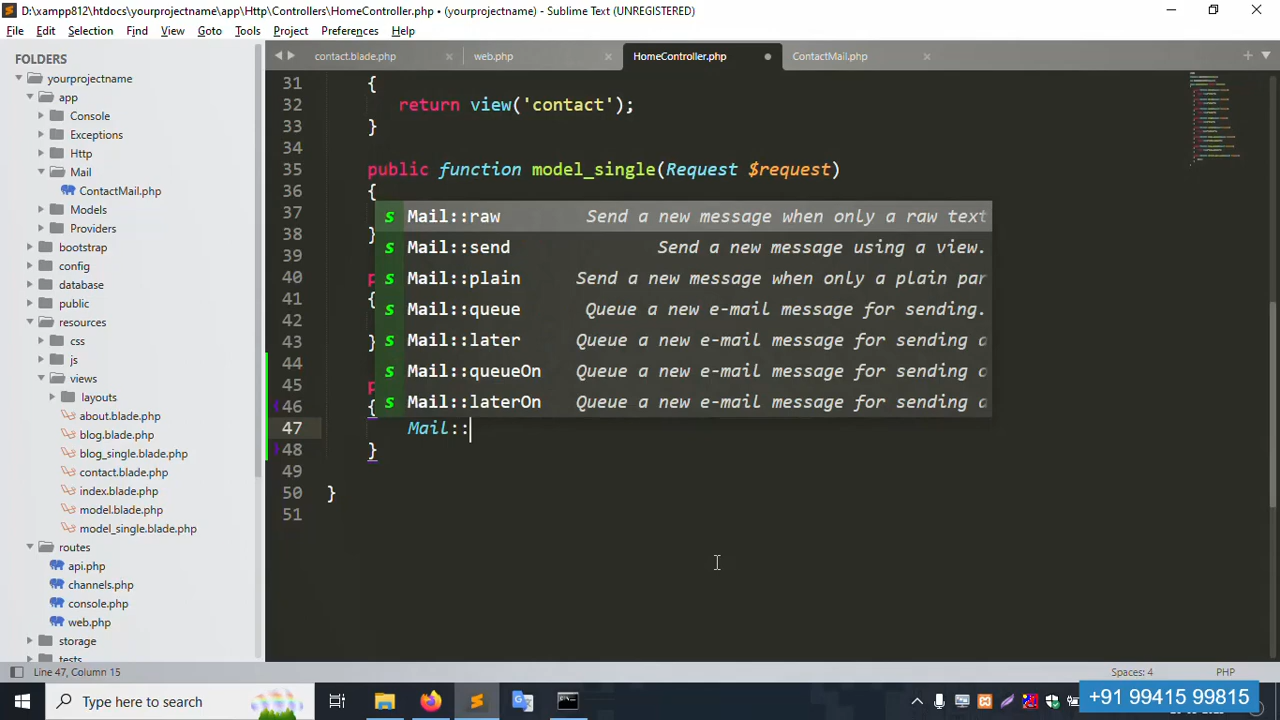 D:\xampp812\htdocs\yourprojectname\app\Http\Controllers\HomeController.php • (yourprojectname) - Sublime Text (UNREGISTERED)
File Edit Selection Find View Goto Tools Project Preferences Help
FOLDERS
yourprojectname
app
Console
Exceptions
Http
Mail
ContactMail.php
Models
Providers
bootstrap
config
database
public
resources
css
js
views
layouts
about.blade.php
blog.blade.php
blog_single.blade.php
contact.blade.php
index.blade.php
model.blade.php
model_single.blade.php
routes
api.php
channels.php
console.php
web.php
storage
tests
contact.blade.php × web.php × HomeController.php • ContactMail.php ×
31 {
32 return view('contact');
33 }
34
35 public function model_single(Request $request)
36 {
37
38 }
39
40 p
41 {
42
43 }
44
45 p
46 {
47 Mail::
48 }
49
50 }
51
s Mail::raw Send a new message when only a raw text
s Mail::send Send a new message using a view.
s Mail::plain Send a new message when only a plain par
s Mail::queue Queue a new e-mail message for sending.
s Mail::later Queue a new e-mail message for sending a
s Mail::queueOn Queue a new e-mail message for sending a
s Mail::laterOn Queue a new e-mail message for sending a
Line 47, Column 15 Spaces: 4 PHP
Type here to search
+91 99415 99815